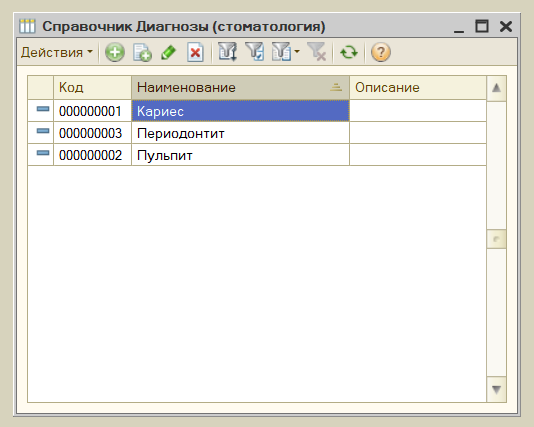 Справочник Диагнозы (стоматология)
Действия
Код Наименование Описание
000000001 Кариес
000000003 Периодонтит
000000002 Пульпит